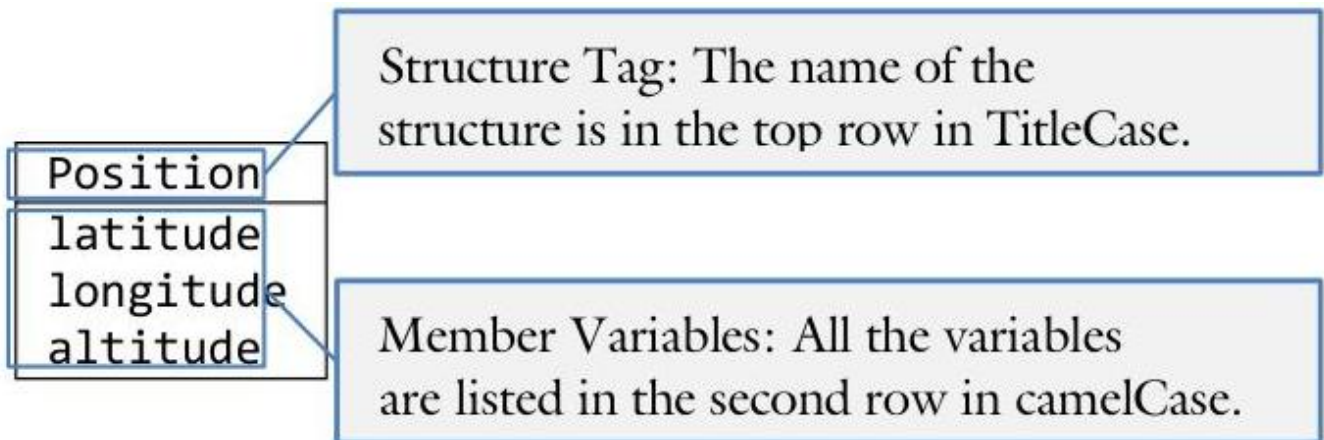 Structure Tag: The name of the
structure is in the top row in TitleCase.
Position
latitude
longitude
altitude
Member Variables: All the variables
are listed in the second row in camelCase.